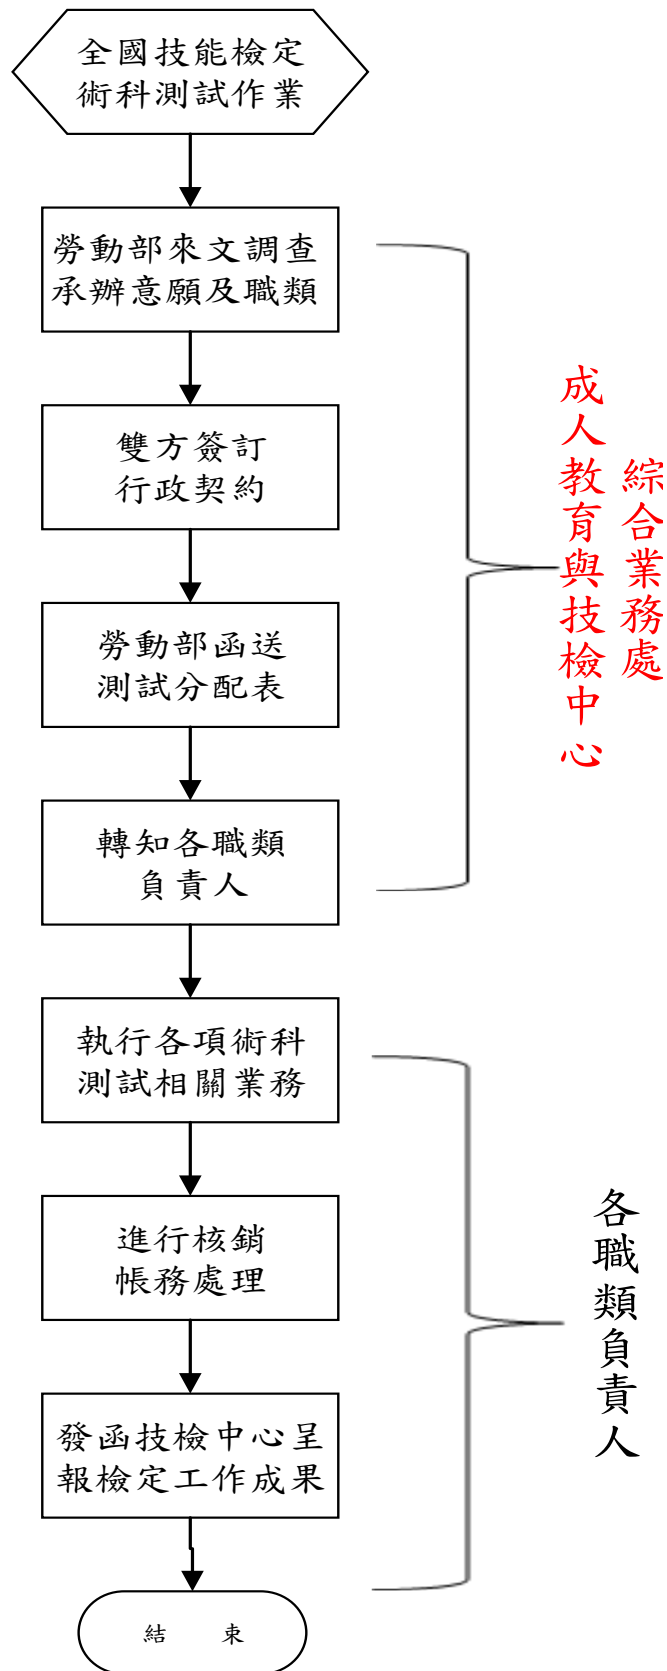 全國技能檢定
術科測試作業
勞動部來文調查
承辦意願及職類
雙方簽訂
行政契約
勞動部函送
測試分配表
轉知各職類
負責人
綜合業務處
成人教育與技檢中心
執行各項術科
測試相關業務
進行核銷
帳務處理
發函技檢中心呈
報檢定工作成果
各職類負責人
結 束